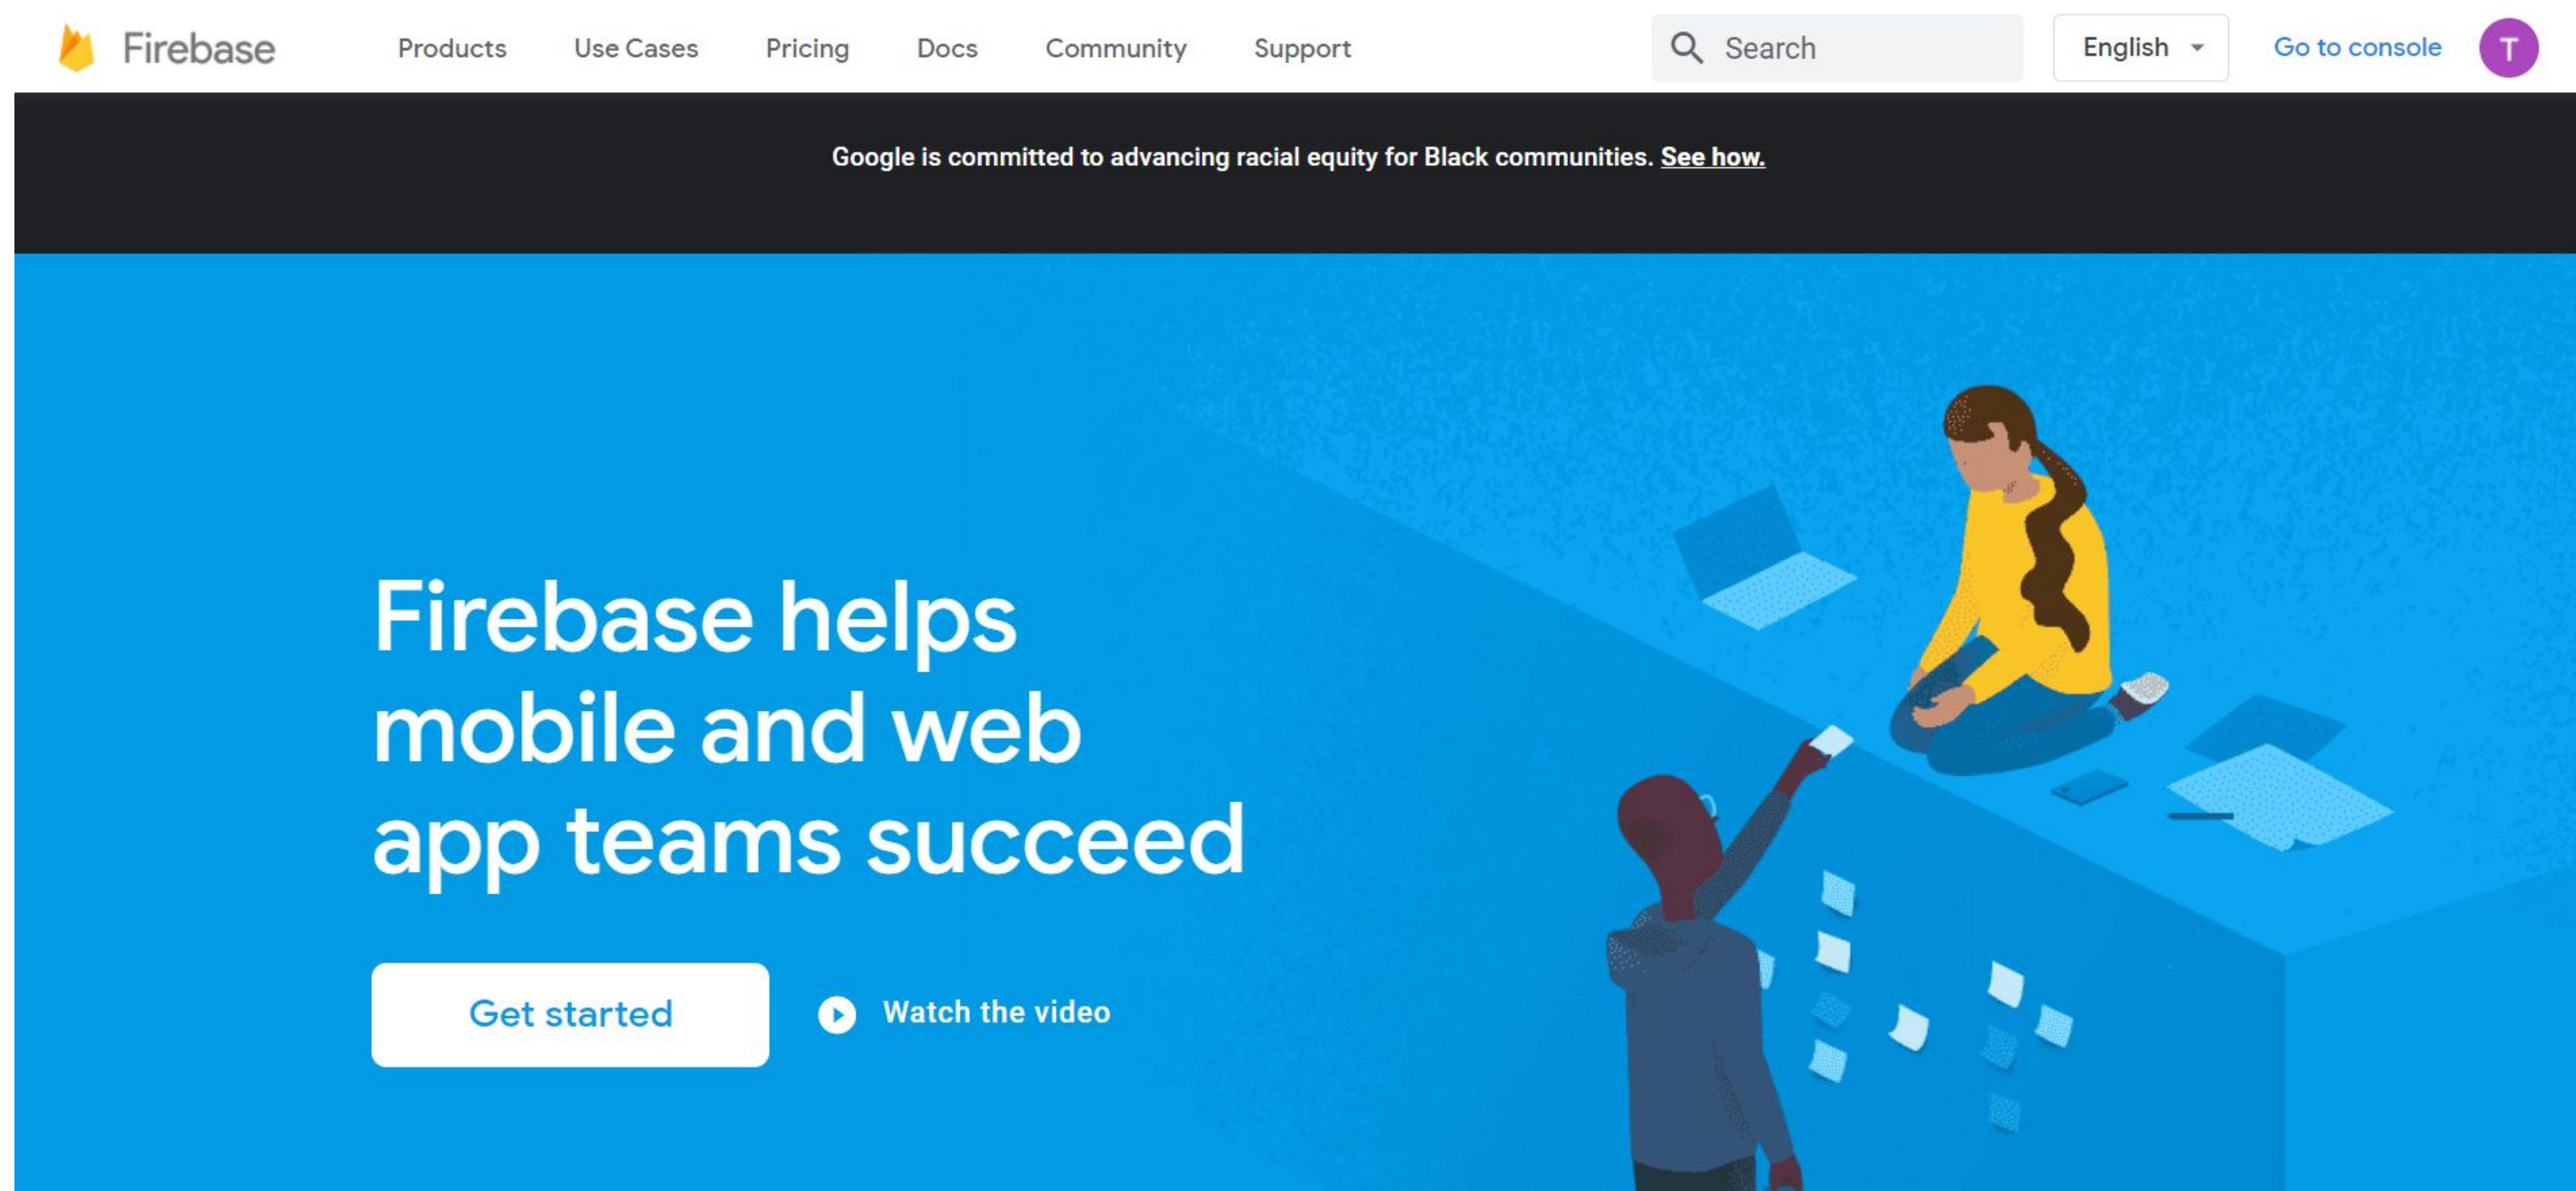 Firebase Products Use Cases Pricing Docs Community Support Search English Go to console T
Google is committed to advancing racial equity for Black communities. See how.
Firebase helps
mobile and web
app teams succeed
Get started Watch the video